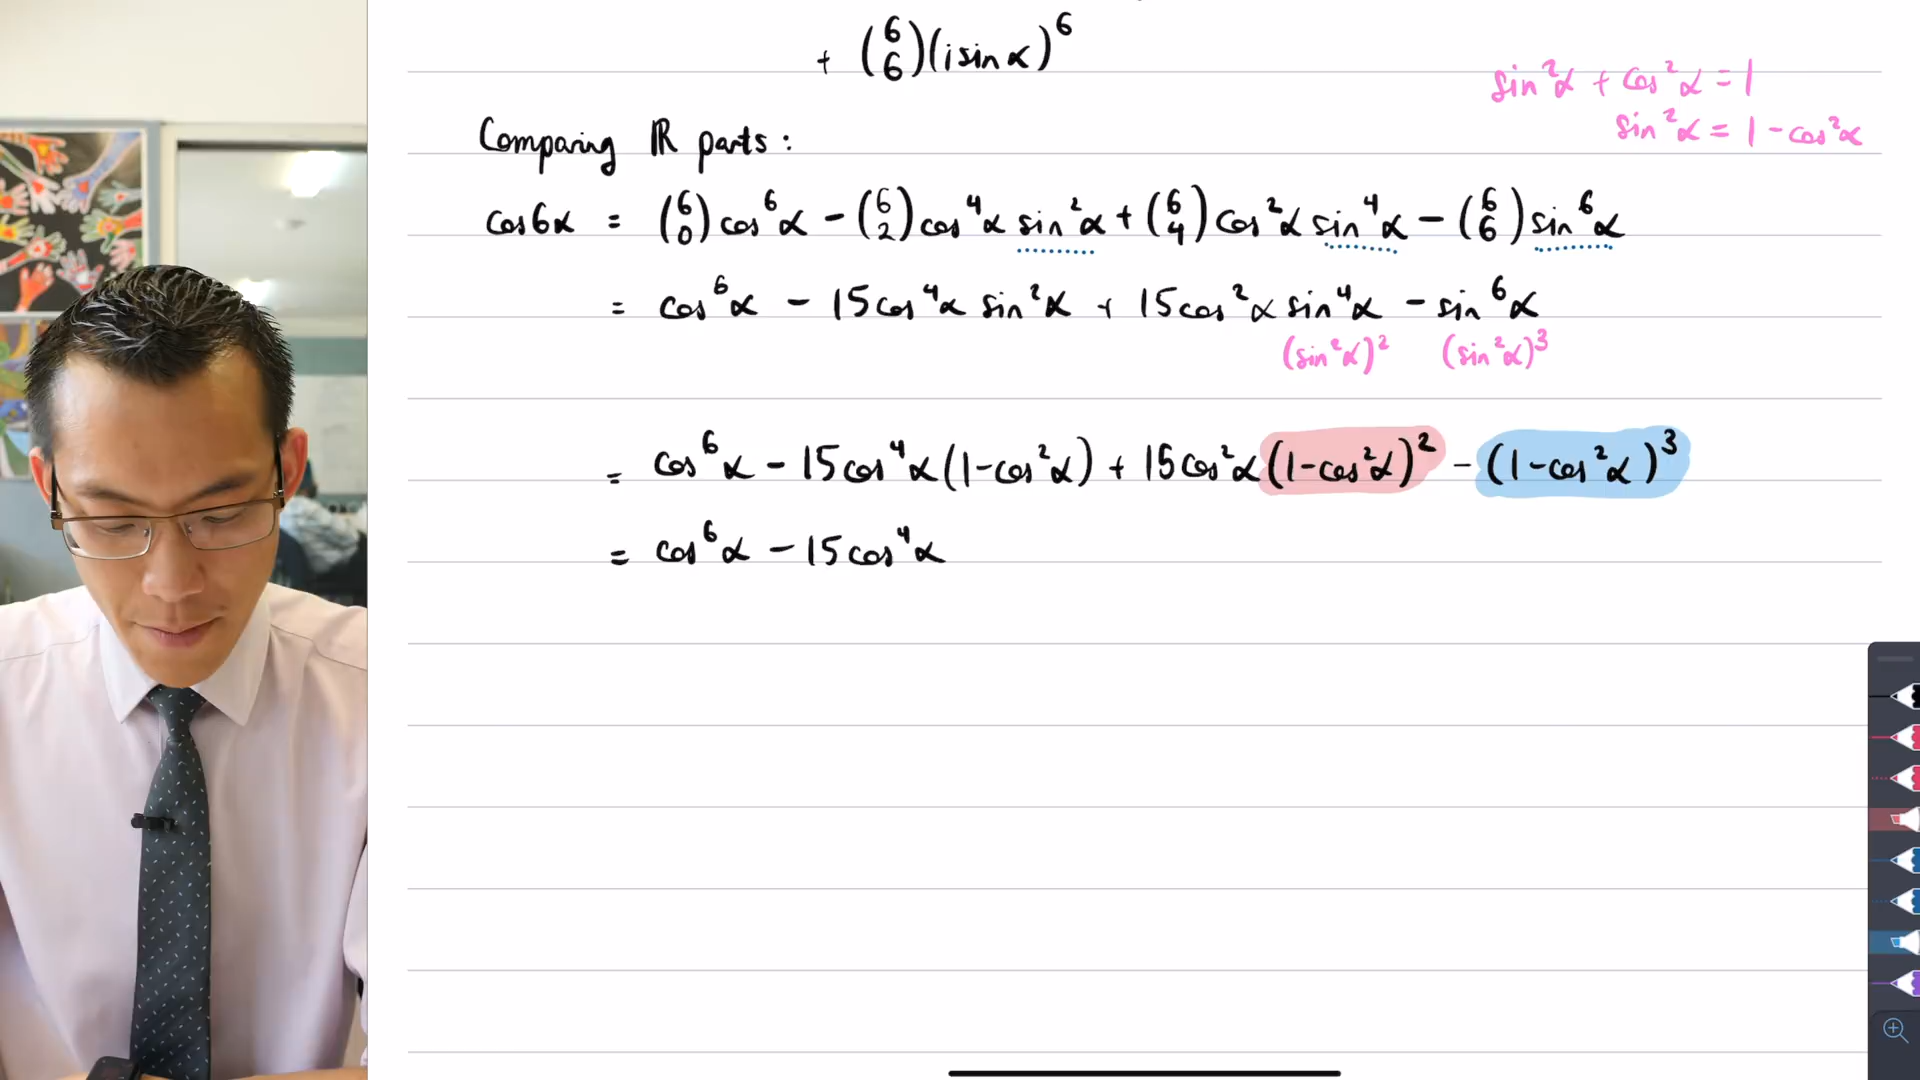 + (6 6)(i sin α)^6
sin²α + cos²α = 1
sin²α = 1 - cos²α
Comparing ℝ parts:
cos6α = (6 0) cos⁶α - (6 2) cos⁴α sin²α + (6 4) cos²α sin⁴α - (6 6) sin⁶α
= cos⁶α - 15cos⁴α sin²α + 15cos²α sin⁴α - sin⁶α
(sin²α)² (sin²α)³
= cos⁶α - 15cos⁴α(1-cos²α) + 15cos²α(1-cos²α)² - (1-cos²α)³
= cos⁶α - 15cos⁴α